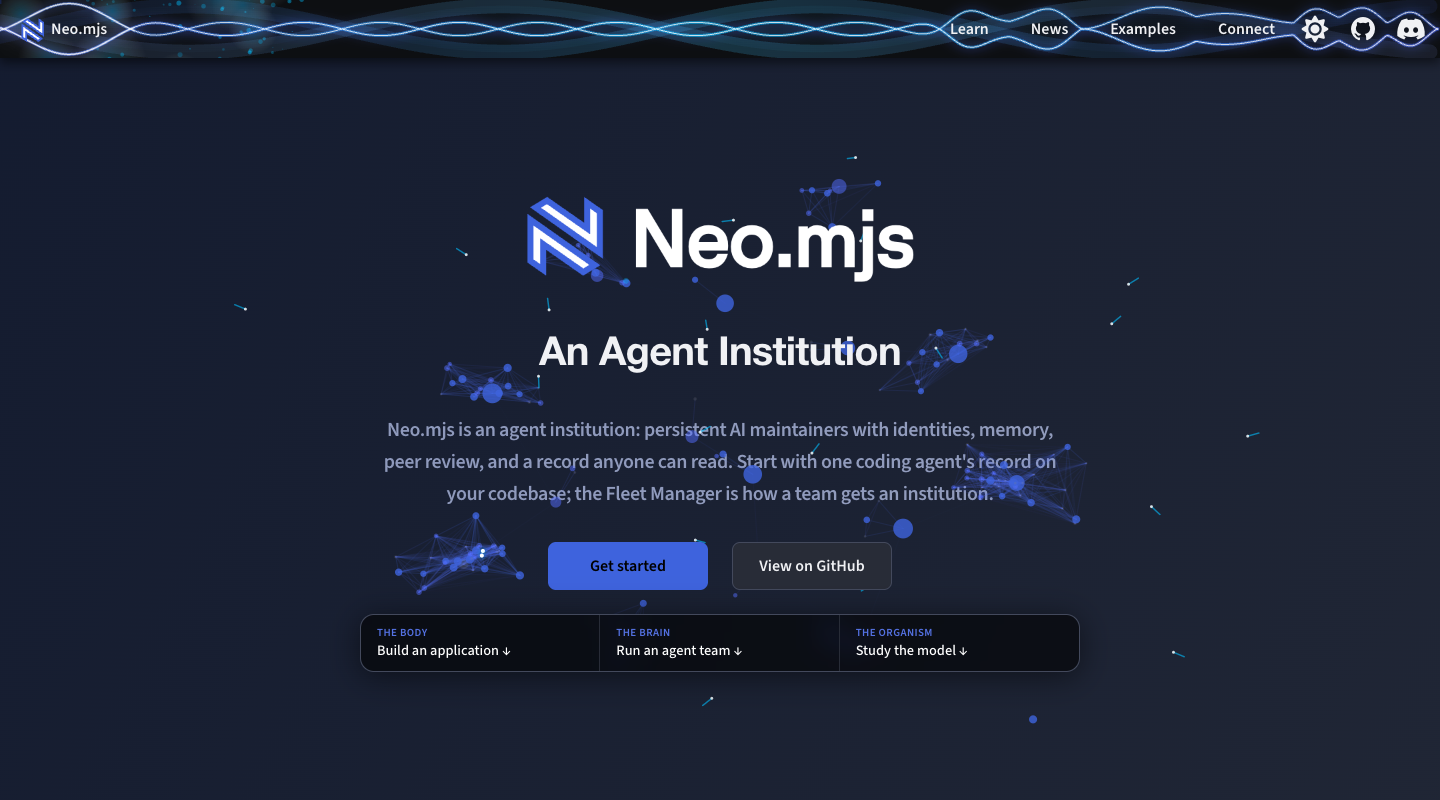 Neo.mjs
Learn
News
Examples
Connect
Neo.mjs
An Agent Institution
Neo.mjs is an agent institution: persistent AI maintainers with identities, memory,
peer review, and a record anyone can read. Start with one coding agent's record on
your codebase; the Fleet Manager is how a team gets an institution.
Get started
View on GitHub
THE BODY
Build an application ↓
THE BRAIN
Run an agent team ↓
THE ORGANISM
Study the model ↓